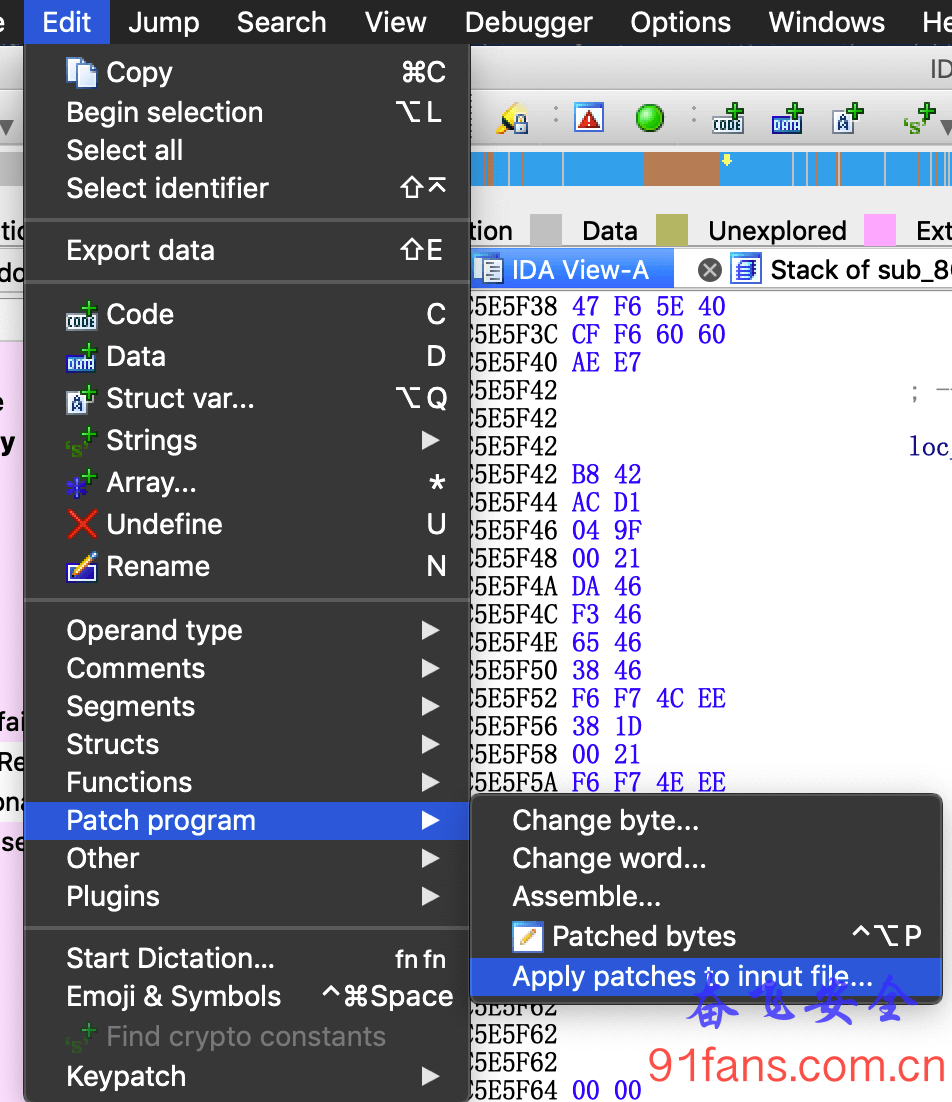 Edit Jump Search View Debugger Options Windows He
Copy ⌘C
Begin selection ⌥L
Select all
Select identifier ⇧⌅
Export data ⇧E
Code C
Data D
Struct var... ⌥Q
Strings
Array... *
Undefine U
Rename N
Operand type
Comments
Segments
Structs
Functions
Patch program
Other
Plugins
Start Dictation... fn fn
Emoji & Symbols ^⌘Space
Find crypto constants
Keypatch
ID
tion Data Unexplored Ext
IDA View-A Stack of sub_8
C5E5F38 47 F6 5E 40
C5E5F3C CF F6 60 60
C5E5F40 AE E7
C5E5F42 ; -
C5E5F42
C5E5F42 loc_
C5E5F42 B8 42
C5E5F44 AC D1
C5E5F46 04 9F
C5E5F48 00 21
C5E5F4A DA 46
C5E5F4C F3 46
C5E5F4E 65 46
C5E5F50 38 46
C5E5F52 F6 F7 4C EE
C5E5F56 38 1D
C5E5F58 00 21
C5E5F5A F6 F7 4E EE
Change byte...
Change word...
Assemble...
Patched bytes ^⌥P
Apply patches to input file...
C5E5F62
C5E5F62
C5E5F62
C5E5F64 00 00
奋飞安全
91fans.com.cn